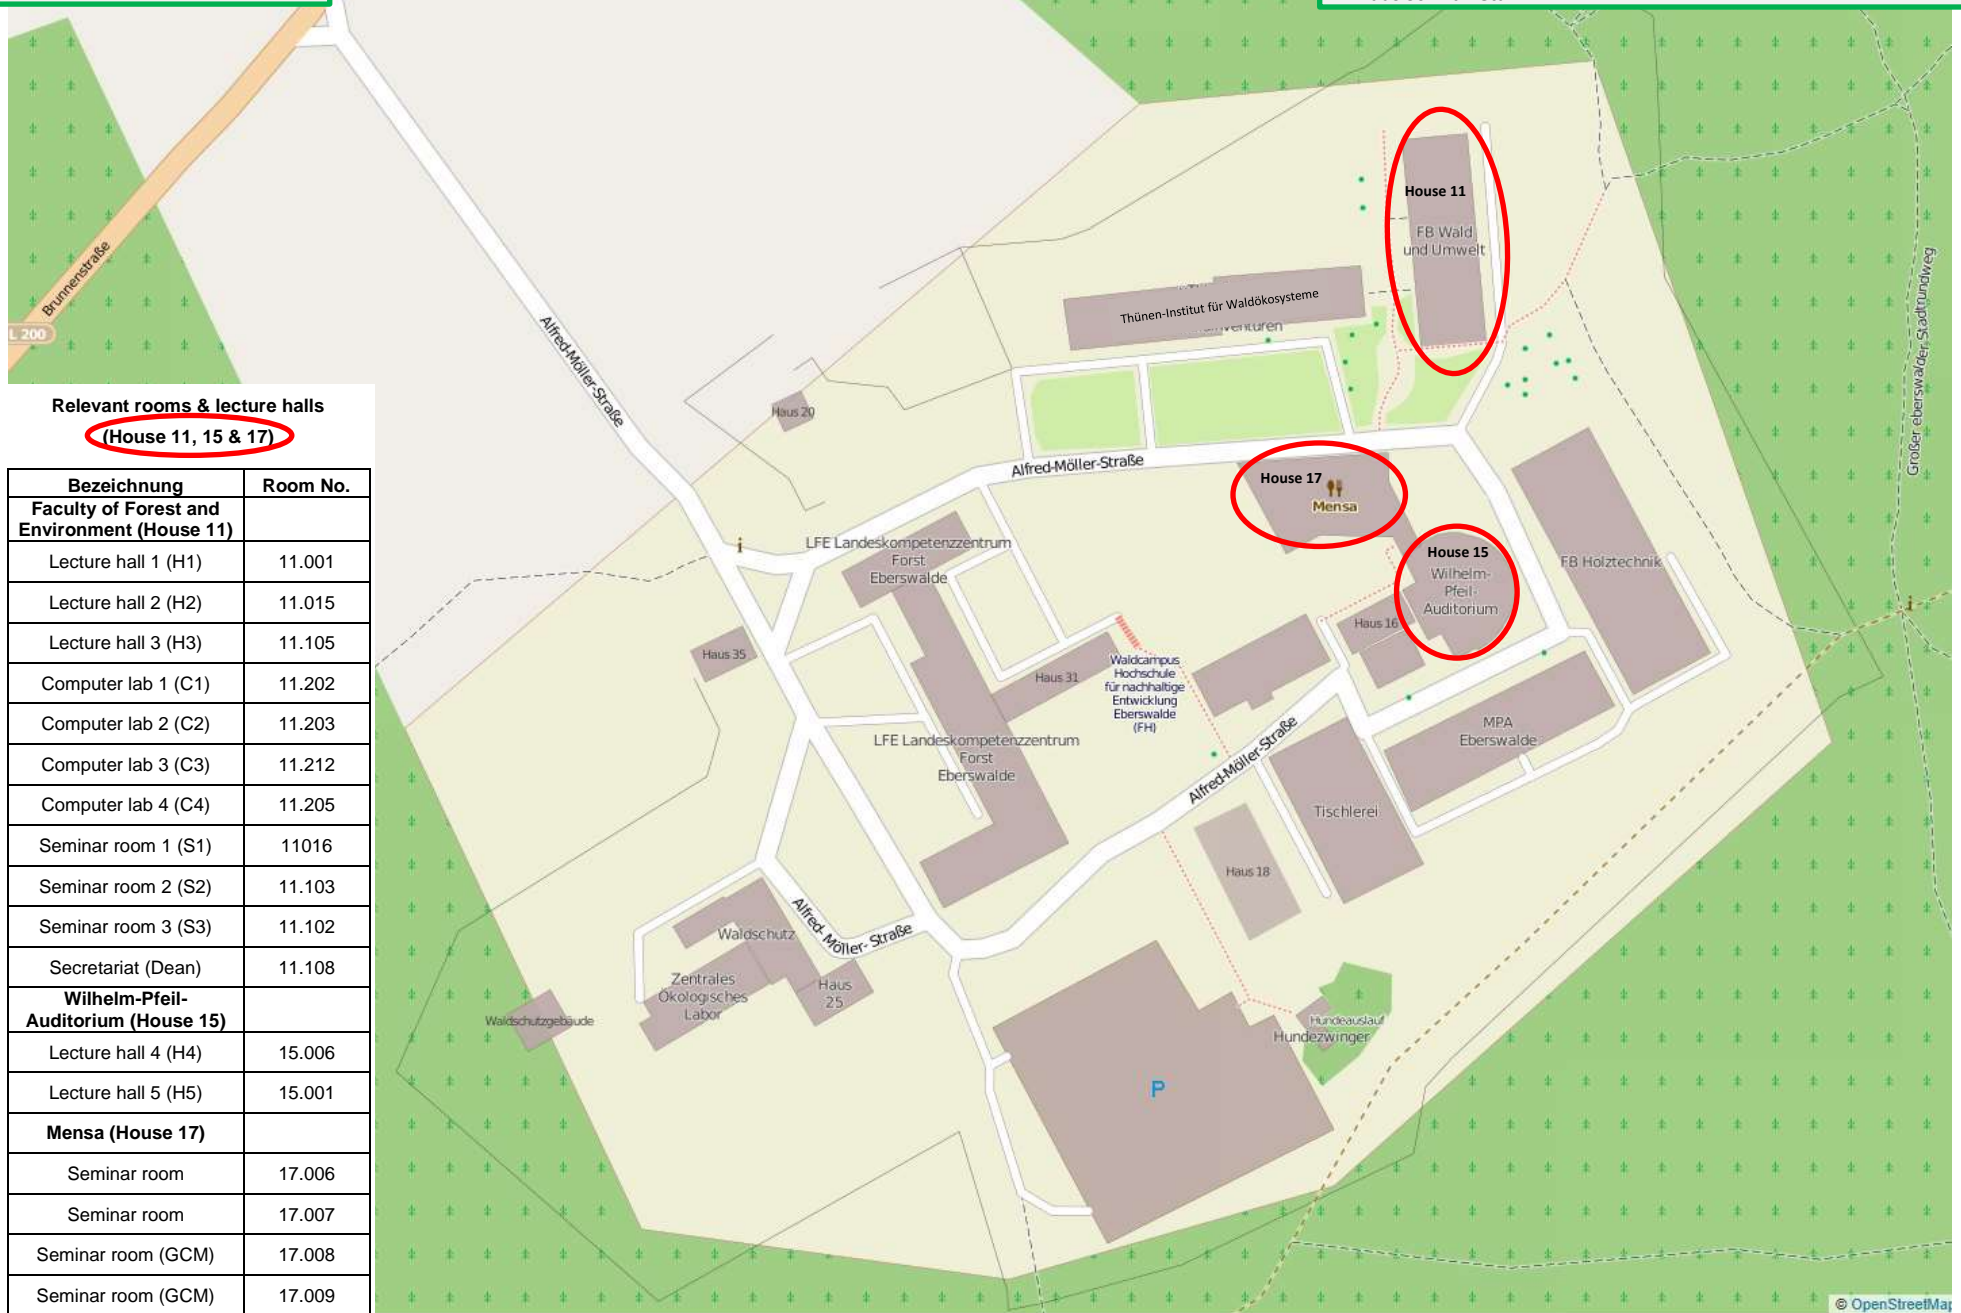 Brunnenstraße
L 200
Alfred-Möller-Straße
Relevant rooms & lecture halls
(House 11, 15 & 17)
Bezeichnung Room No.
Faculty of Forest and
Environment (House 11)
Lecture hall 1 (H1) 11.001
Lecture hall 2 (H2) 11.015
Lecture hall 3 (H3) 11.105
Computer lab 1 (C1) 11.202
Computer lab 2 (C2) 11.203
Computer lab 3 (C3) 11.212
Computer lab 4 (C4) 11.205
Seminar room 1 (S1) 11016
Seminar room 2 (S2) 11.103
Seminar room 3 (S3) 11.102
Secretariat (Dean) 11.108
Wilhelm-Pfeil-
Auditorium (House 15)
Lecture hall 4 (H4) 15.006
Lecture hall 5 (H5) 15.001
Mensa (House 17)
Seminar room 17.006
Seminar room 17.007
Seminar room (GCM) 17.008
Seminar room (GCM) 17.009
House 11
FB Wald
und Umwelt
Thünen-Institut für Waldökosysteme
Großer eberswalder Stadtrundweg
Haus 20
Alfred-Möller-Straße
House 17
Mensa
i
LFE Landeskompetenzzentrum
Forst
Eberswalde
House 15
Wilhelm-
Pfeil-
Auditorium
FB Holztechnik
i
Haus 16
Haus 35
Haus 31
Waldcampus
Hochschule
für nachhaltige
Entwicklung
Eberswalde
(FH)
MPA
Eberswalde
LFE Landeskompetenzzentrum
Forst
Eberswalde
Alfred-Möller-Straße
Tischlerei
Haus 18
Alfred- Möller- Straße
Waldschutz
Zentrales
Ökologisches
Labor
Haus
25
Waldschutzgebäude
Hundeauslauf
Hundezwinger
P
© OpenStreetMap